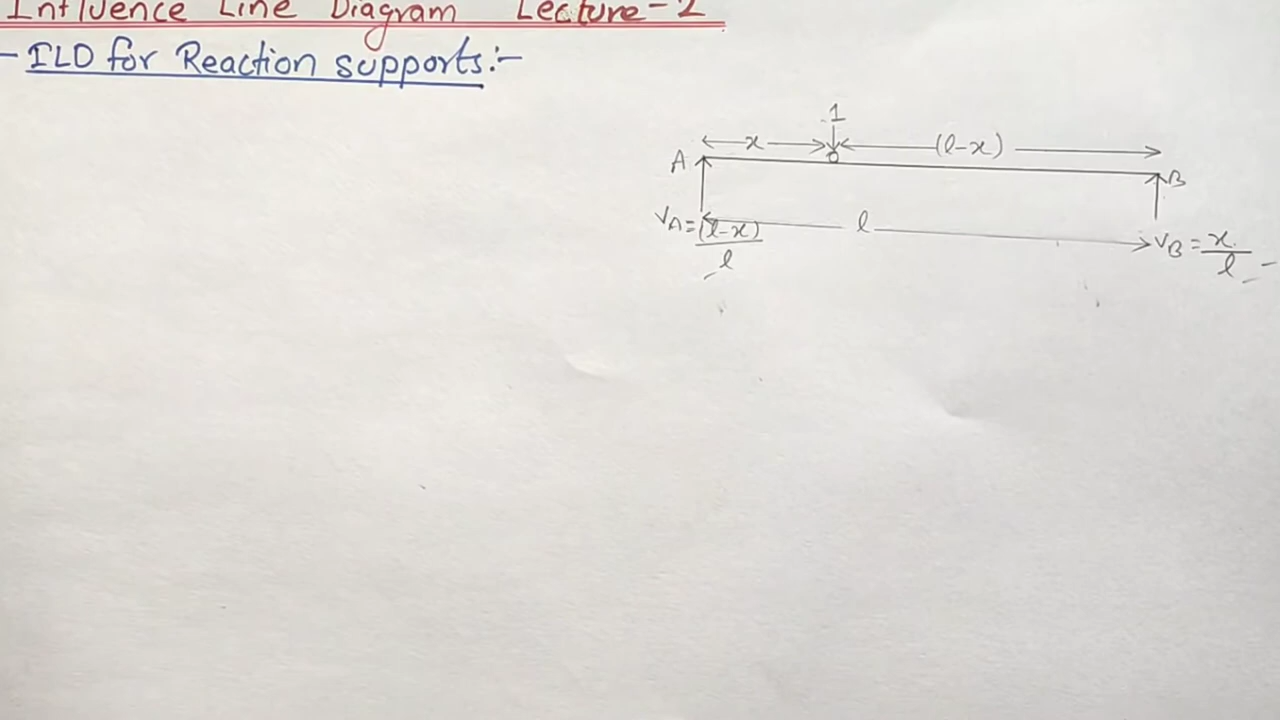 Influence Line Diagram Lecture-2
- ILD for Reaction supports:-
1
x (l-x)
A B
VA = (l-x)/l l VB = x/l